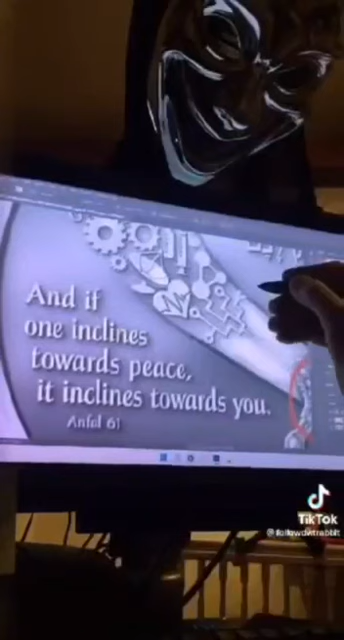 And if
one inclines
towards peace,
it inclines towards you.
Anfal 61
TikTok